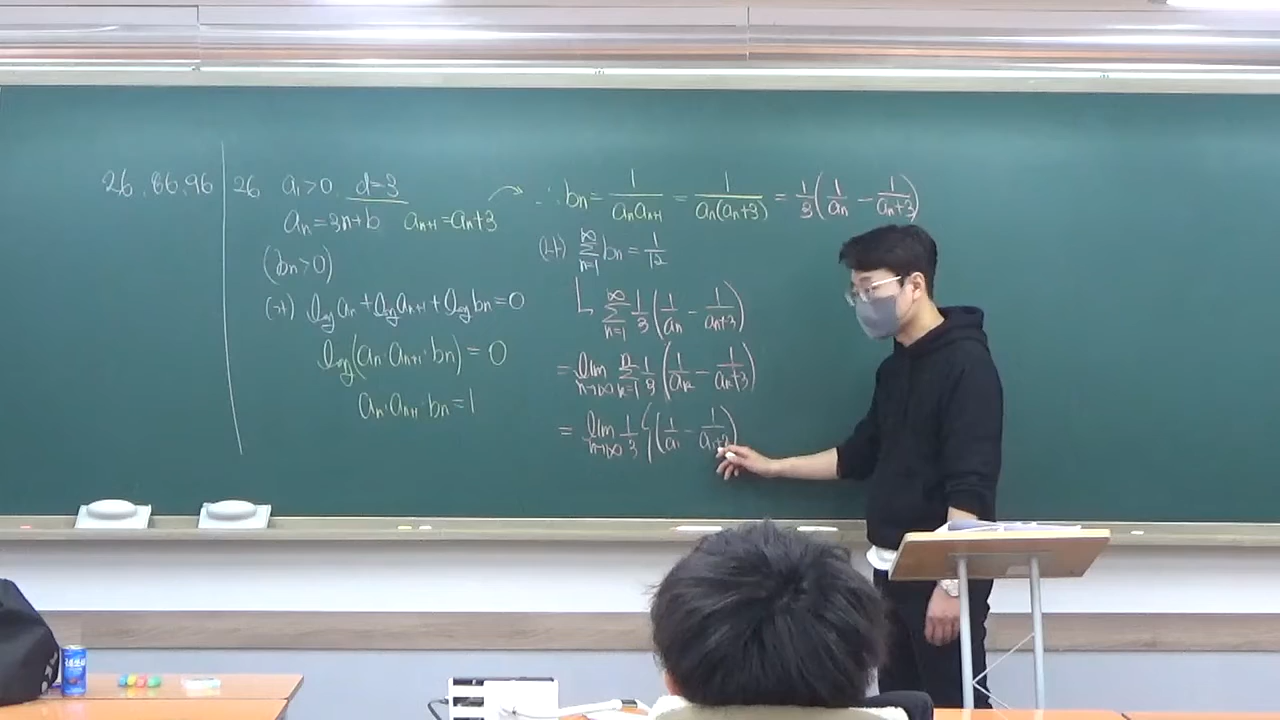 26, 86, 96
26 a₁>0, d=3
aₙ=3n+b aₙ₊₁=aₙ+3
(bₙ>0)
(가) log aₙ + log aₙ₊₁ + log bₙ = 0
log(aₙ·aₙ₊₁·bₙ) = 0
aₙ·aₙ₊₁·bₙ=1
∴ bₙ = 1/(aₙaₙ₊₁) = 1/(aₙ(aₙ+3)) = 1/3(1/aₙ − 1/(aₙ+3))
(나) ∑_{n=1}^{∞} bₙ = 1/12
∑_{n=1}^{∞} 1/3(1/aₙ − 1/(aₙ+3))
= lim_{n→∞} ∑_{k=1}^{n} 1/3(1/aₖ − 1/(aₖ+3))
= lim_{n→∞} 1/3{(1/a₁ − 1/(a₁+3))